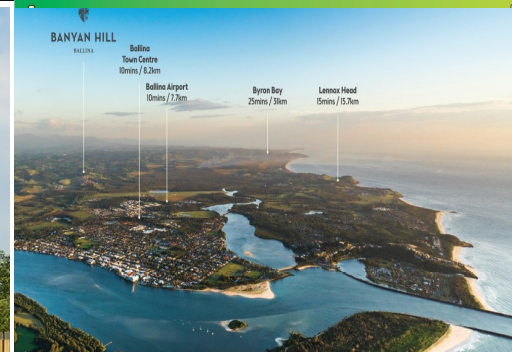 BANYAN HILL
BALLINA
Ballina
Town Centre
10mins / 8.2km
Ballina Airport
10mins / 7.7km
Byron Bay
25mins / 31km
Lennox Head
15mins / 15.7km